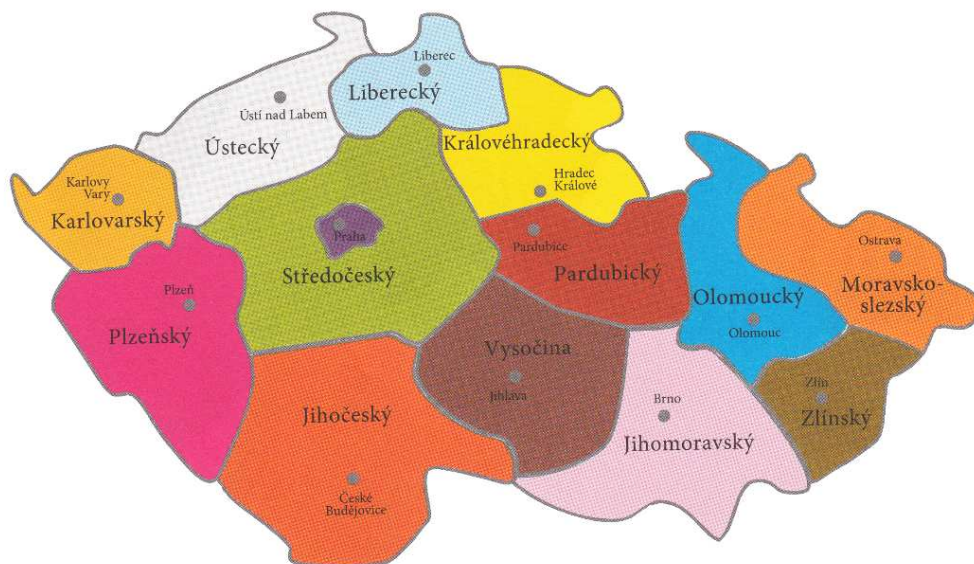 Liberec
Liberecký
Ústí nad Labem
Ústecký
Královéhradecký
Hradec
Králové
Karlovy
Vary
Karlovarský
Praha
Středočeský
Pardubice
Pardubický
Ostrava
Moravsko-
slezský
Olomoucký
Olomouc
Plzeň
Plzeňský
Vysočina
Jihlava
Zlín
Zlínský
Brno
Jihomoravský
Jihočeský
České
Budějovice